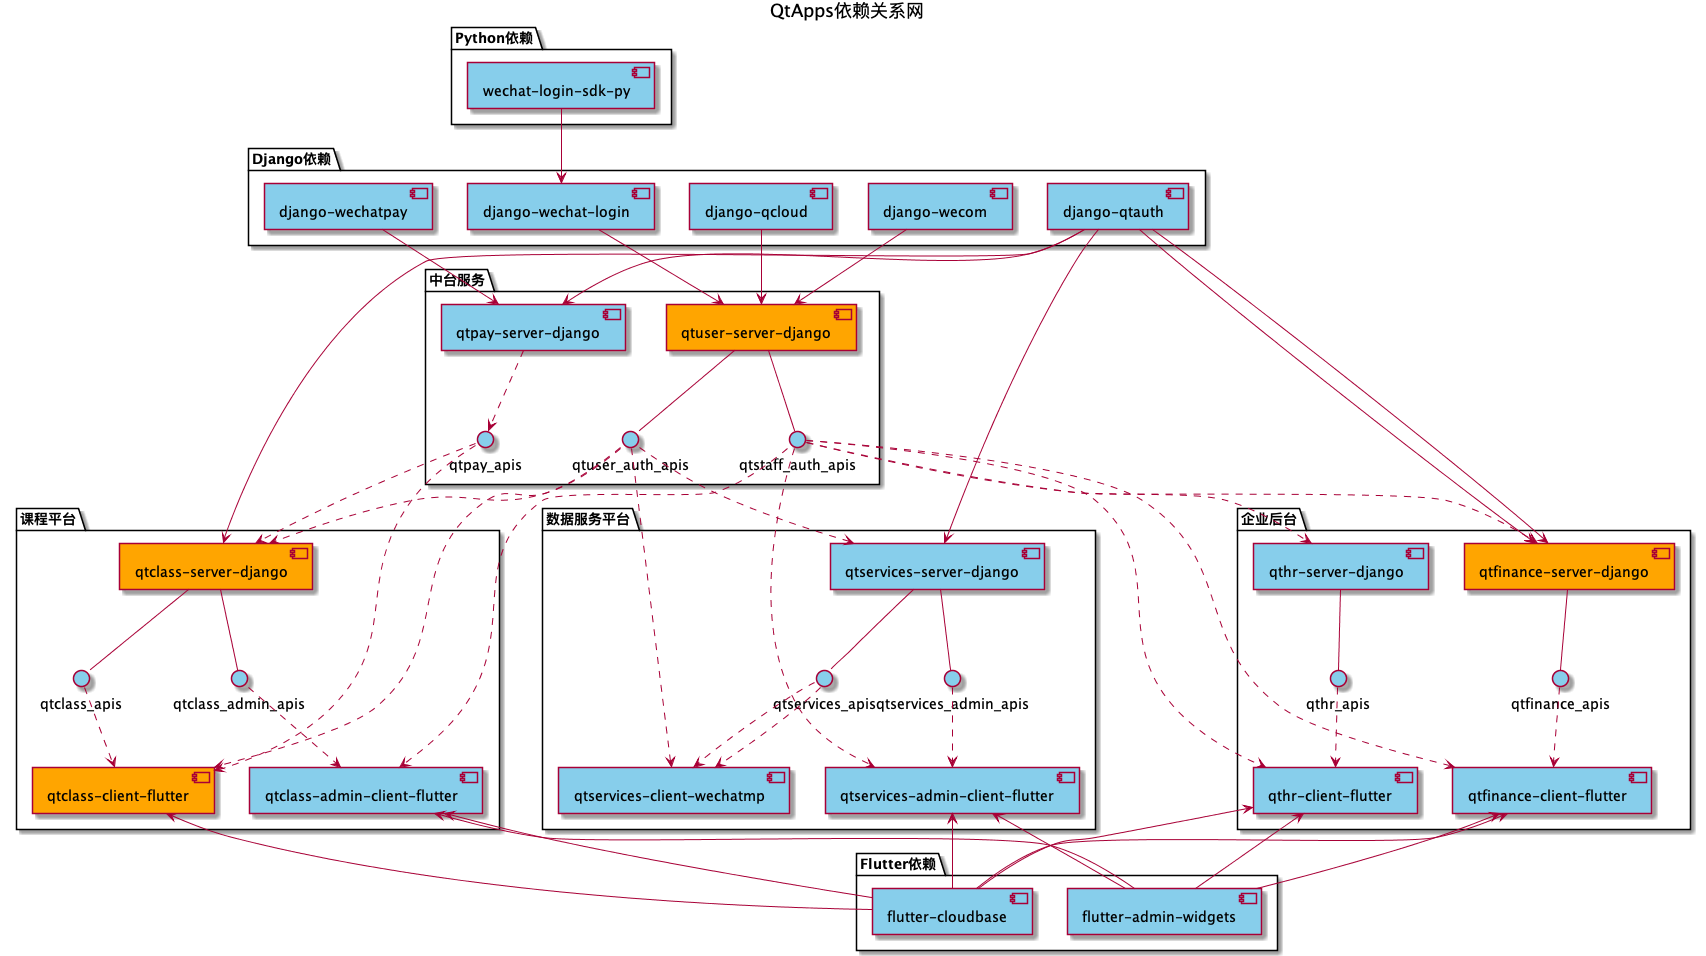 QtApps依赖关系网
Python依赖
wechat-login-sdk-py
Django依赖
django-wechatpay
django-wechat-login
django-qcloud
django-wecom
django-qtauth
中台服务
qtpay-server-django
qtuser-server-django
qtpay_apis
qtuser_auth_apis
qtstaff_auth_apis
课程平台
qtclass-server-django
qtclass_apis
qtclass_admin_apis
qtclass-client-flutter
qtclass-admin-client-flutter
数据服务平台
qtservices-server-django
qtservices_apis
qtservices_admin_apis
qtservices-client-wechatmp
qtservices-admin-client-flutter
企业后台
qthr-server-django
qtfinance-server-django
qthr_apis
qtfinance_apis
qthr-client-flutter
qtfinance-client-flutter
Flutter依赖
flutter-cloudbase
flutter-admin-widgets